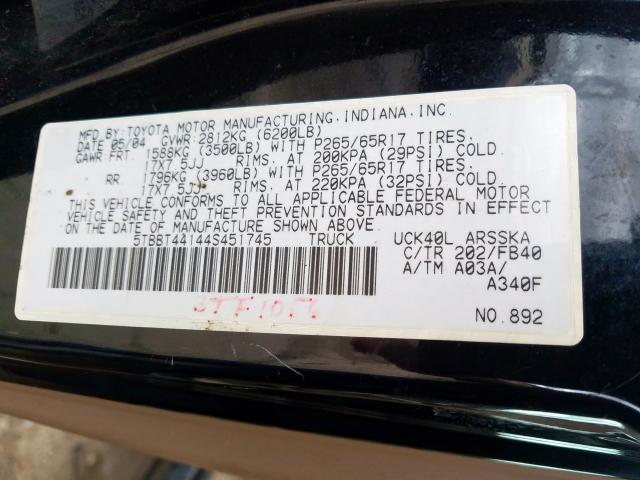 MFD.BY:TOYOTA MOTOR MANUFACTURING,INDIANA,INC.
DATE 05/04 GVWR 2812KG (6200LB)
GAWR:FRT. 1588KG (3500LB) WITH P265/65R17 TIRES,
17X7.5JJ RIMS, AT 200KPA (29PSI) COLD.
RR 1796KG (3960LB) WITH P265/65R17 TIRES,
17X7.5JJ RIMS, AT 220KPA (32PSI) COLD.
THIS VEHICLE CONFORMS TO ALL APPLICABLE FEDERAL MOTOR
VEHICLE SAFETY AND THEFT PREVENTION STANDARDS IN EFFECT
ON THE DATE OF MANUFACTURE SHOWN ABOVE.
5TBBT44144S451745 TRUCK UCK40L ARSSKA
C/TR 202/FB40
A/TM A03A/
A340F
NO.892